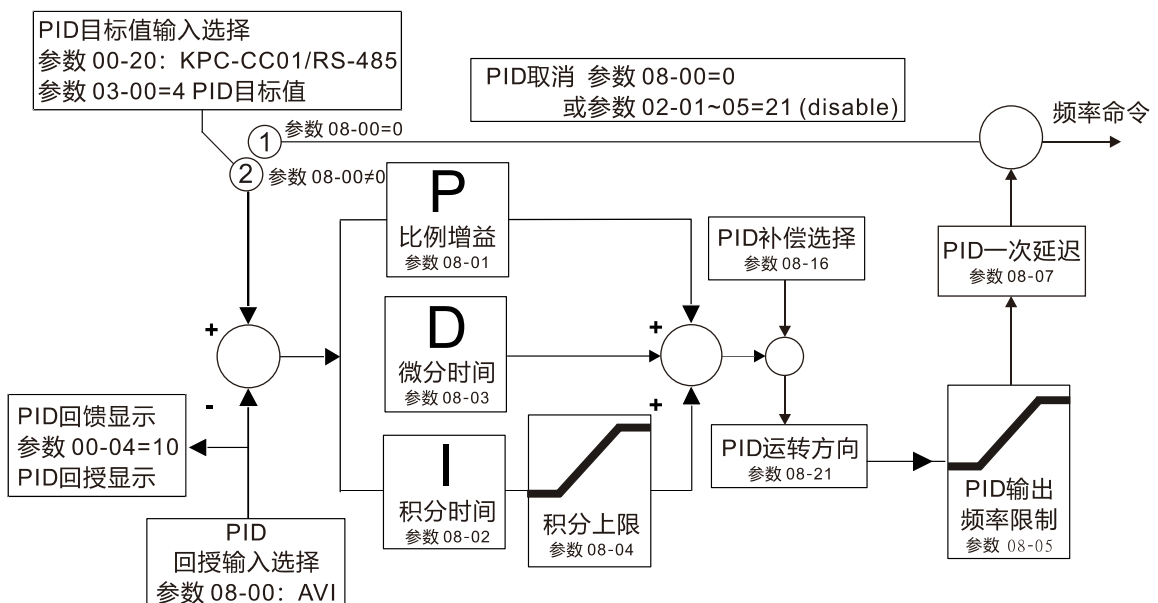 PID目标值输入选择
参数 00-20：KPC-CC01/RS-485
参数 03-00=4 PID目标值
PID取消 参数 08-00=0
或参数 02-01~05=21 (disable)
1
参数 08-00=0
频率命令
2
参数 08-00≠0
P
比例增益
参数 08-01
PID补偿选择
参数 08-16
PID一次延迟
参数 08-07
+
D
微分时间
参数 08-03
+
-
+
PID回馈显示
参数 00-04=10
PID回授显示
I
积分时间
参数 08-02
积分上限
参数 08-04
PID运转方向
参数 08-21
PID输出
频率限制
参数 08-05
PID
回授输入选择
参数 08-00：AVI